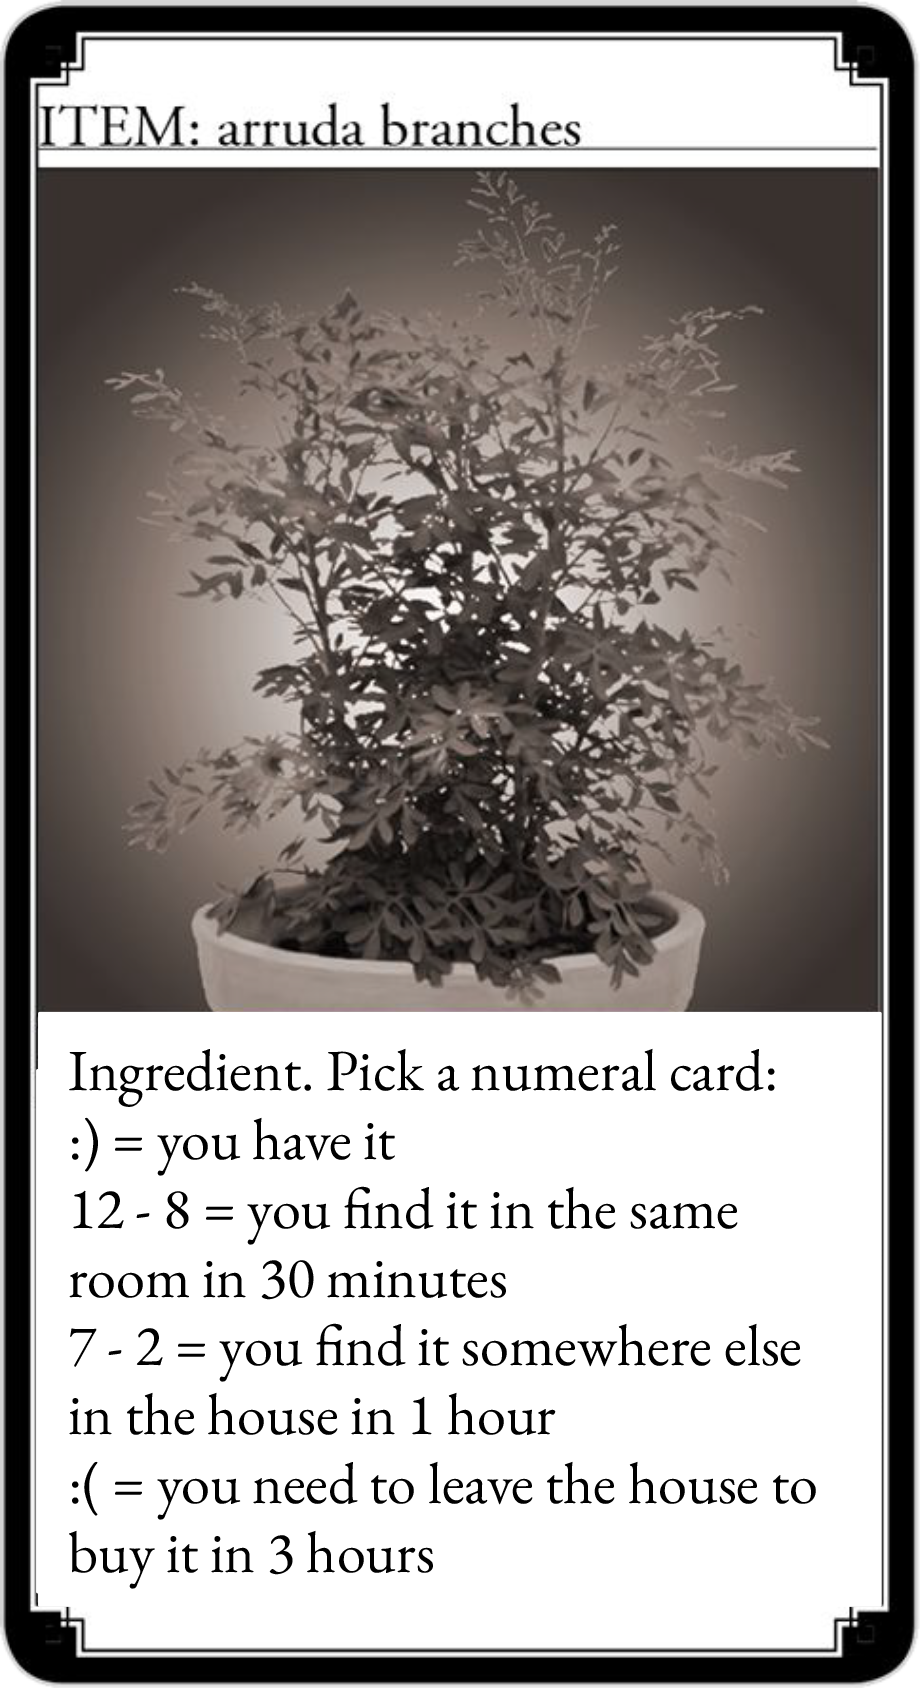 ITEM: arruda branches
Ingredient. Pick a numeral card:
:) = you have it
12 - 8 = you find it in the same
room in 30 minutes
7 - 2 = you find it somewhere else
in the house in 1 hour
:( = you need to leave the house to
buy it in 3 hours